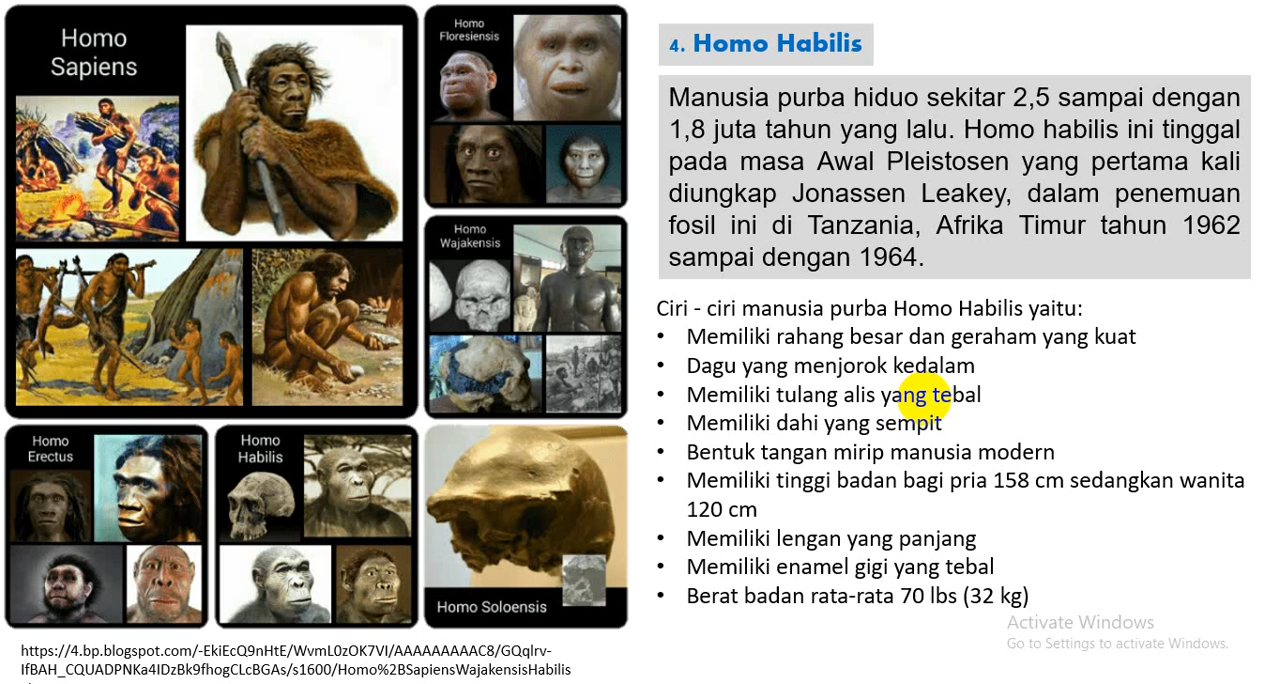 Homo
Sapiens
Homo
Floresiensis
Homo
Wajakensis
Homo
Erectus
Homo
Habilis
Homo Soloensis
https://4.bp.blogspot.com/-EkiEcQ9nHtE/WvmL0zOK7VI/AAAAAAAAAC8/GQqlrv-
IfBAH_CQUADPNKa4IDzBk9fhogCLcBGAs/s1600/Homo%2BSapiensWajakensisHabilis
4. Homo Habilis
Manusia purba hiduo sekitar 2,5 sampai dengan
1,8 juta tahun yang lalu. Homo habilis ini tinggal
pada masa Awal Pleistosen yang pertama kali
diungkap Jonassen Leakey, dalam penemuan
fosil ini di Tanzania, Afrika Timur tahun 1962
sampai dengan 1964.
Ciri - ciri manusia purba Homo Habilis yaitu:
• Memiliki rahang besar dan geraham yang kuat
• Dagu yang menjorok kedalam
• Memiliki tulang alis yang tebal
• Memiliki dahi yang sempit
• Bentuk tangan mirip manusia modern
• Memiliki tinggi badan bagi pria 158 cm sedangkan wanita
120 cm
• Memiliki lengan yang panjang
• Memiliki enamel gigi yang tebal
• Berat badan rata-rata 70 lbs (32 kg)
Activate Windows
Go to Settings to activate Windows.